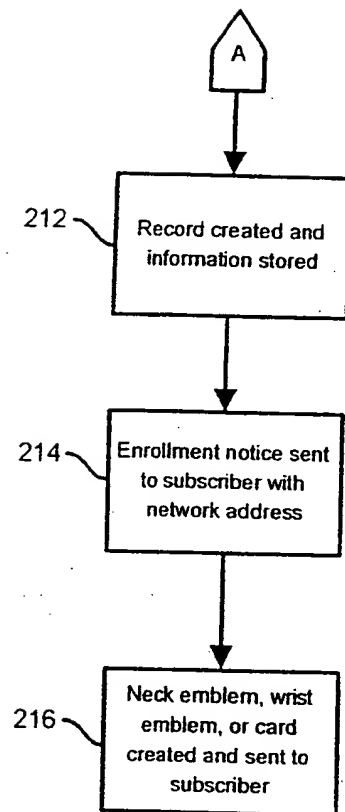 A
212
Record created and
information stored
214
Enrollment notice sent
to subscriber with
network address
216
Neck emblem, wrist
emblem, or card
created and sent to
subscriber